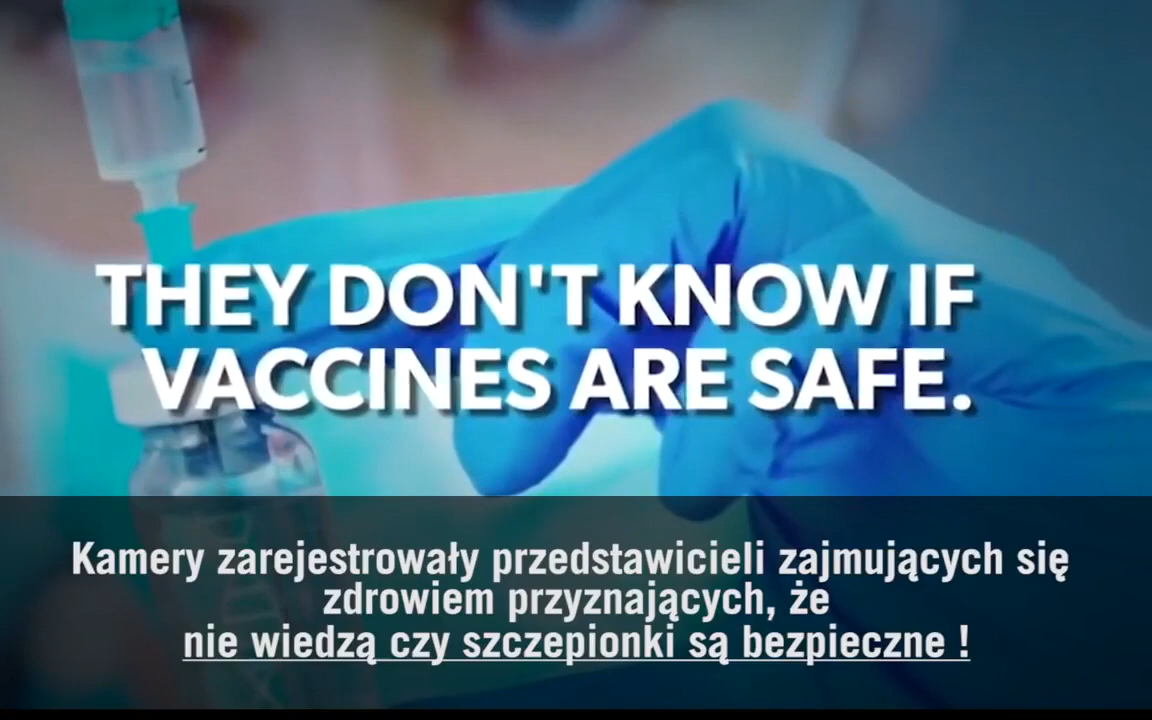 THEY DON'T KNOW IF
VACCINES ARE SAFE.
Kamery zarejestrowały przedstawicieli zajmujących się
zdrowiem przyznających, że
nie wiedzą czy szczepionki są bezpieczne !